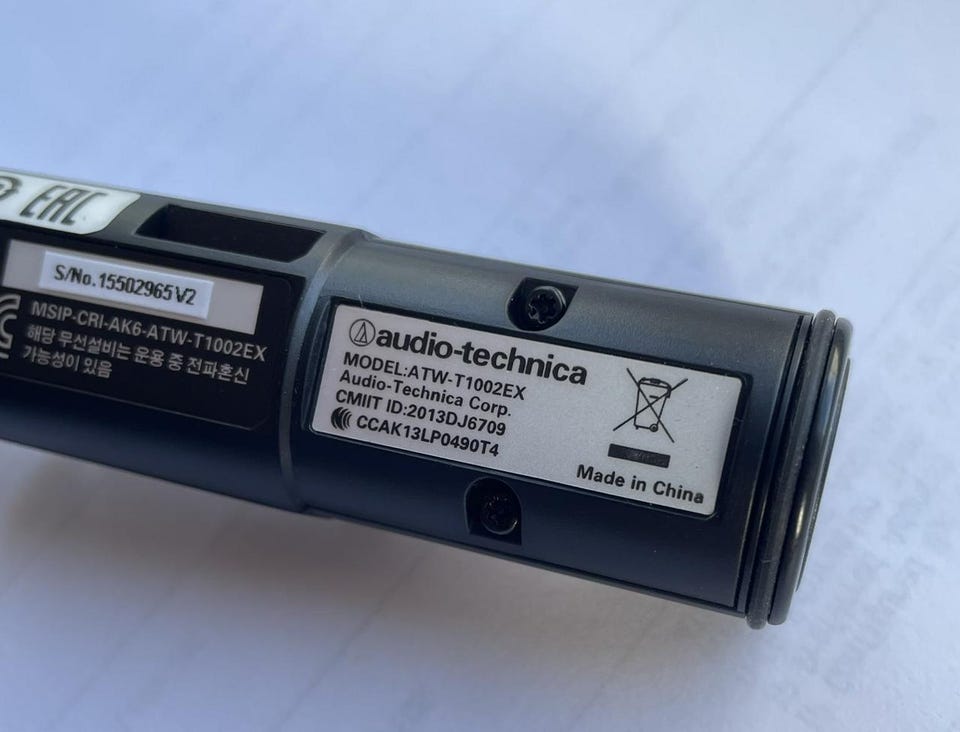 EAC
S/No.15502965V2
MSIP-CRI-AK6-ATW-T1002EX
해당 무선설비는 운용 중 전파혼신
가능성이 있음
audio-technica
MODEL:ATW-T1002EX
Audio-Technica Corp.
CMIIT ID:2013DJ6709
CCAK13LP0490T4
Made in China